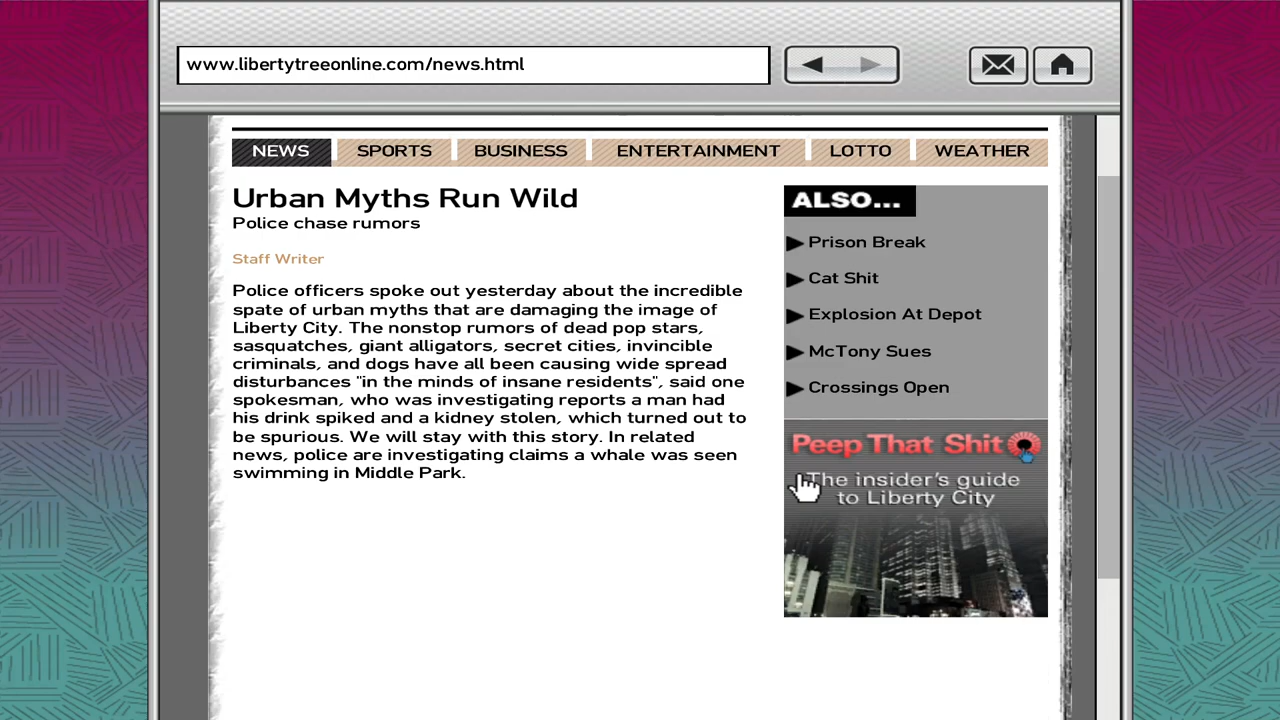 www.libertytreeonline.com/news.html
NEWS
SPORTS
BUSINESS
ENTERTAINMENT
LOTTO
WEATHER
Urban Myths Run Wild
Police chase rumors
Staff Writer
Police officers spoke out yesterday about the incredible
spate of urban myths that are damaging the image of
Liberty City. The nonstop rumors of dead pop stars,
sasquatches, giant alligators, secret cities, invincible
criminals, and dogs have all been causing wide spread
disturbances "in the minds of insane residents", said one
spokesman, who was investigating reports a man had
his drink spiked and a kidney stolen, which turned out to
be spurious. We will stay with this story. In related
news, police are investigating claims a whale was seen
swimming in Middle Park.
ALSO...
Prison Break
Cat Shit
Explosion At Depot
McTony Sues
Crossings Open
Peep That Shit
The insider's guide
to Liberty City